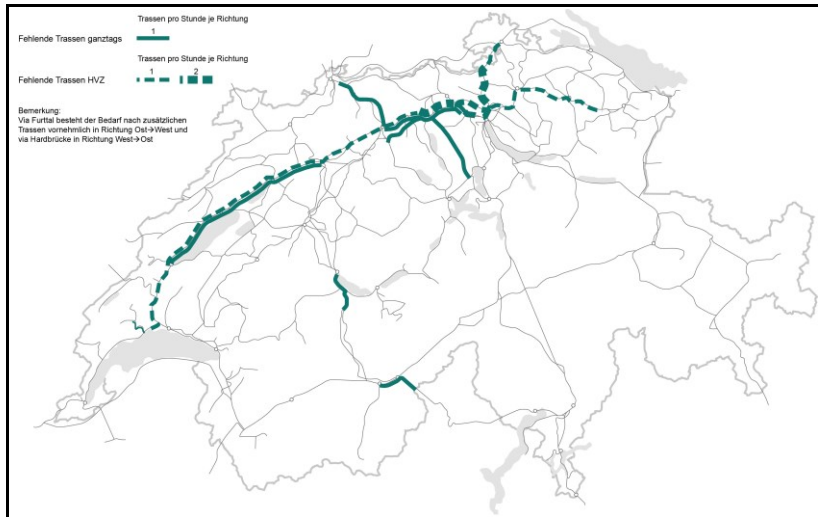 Trassen pro Stunde je Richtung
Fehlende Trassen ganztags
1
Trassen pro Stunde je Richtung
Fehlende Trassen HVZ
1
2
Bemerkung:
Via Furttal besteht der Bedarf nach zusätzlichen
Trassen vornehmlich in Richtung Ost→West und
via Hardbrücke in Richtung West→Ost